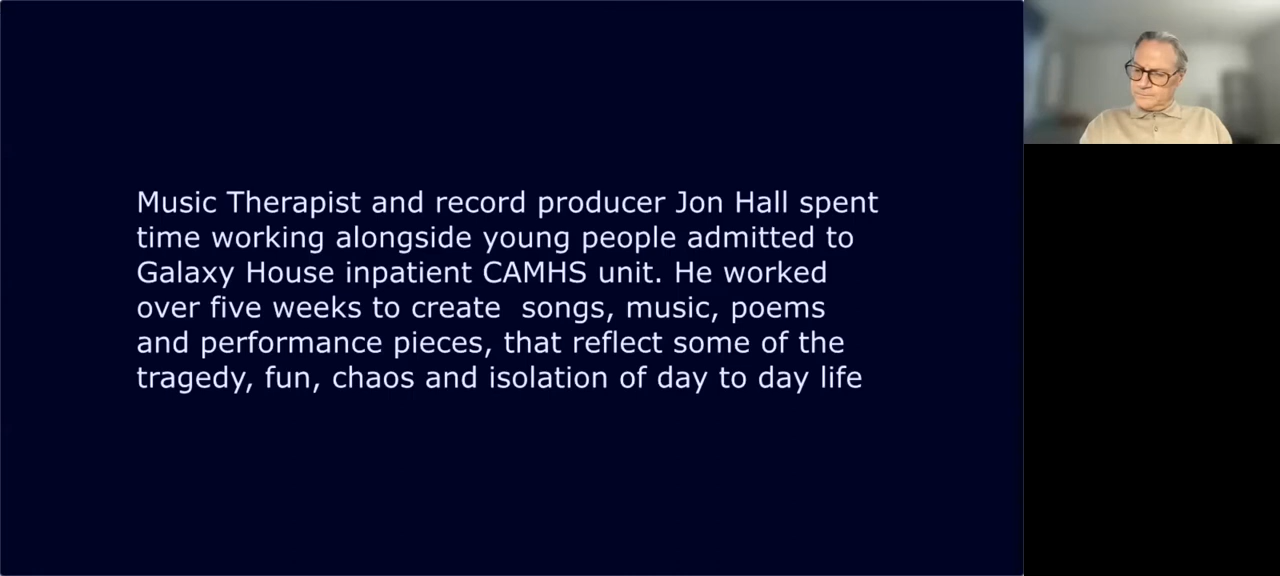 Music Therapist and record producer Jon Hall spent
time working alongside young people admitted to
Galaxy House inpatient CAMHS unit. He worked
over five weeks to create  songs, music, poems
and performance pieces, that reflect some of the
tragedy, fun, chaos and isolation of day to day life